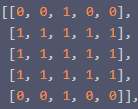 [[0, 0, 1, 0, 0],
[1, 1, 1, 1, 1],
[1, 1, 1, 1, 1],
[1, 1, 1, 1, 1],
[0, 0, 1, 0, 0]],